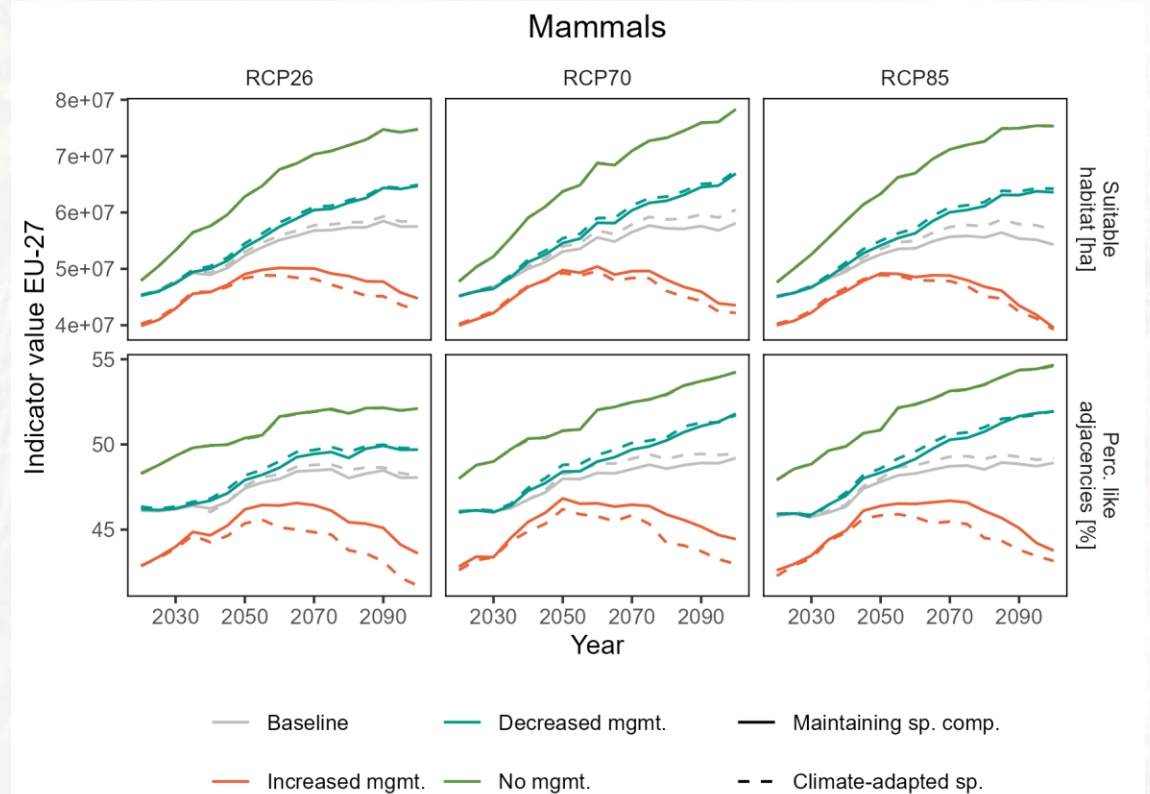 Mammals
RCP26 RCP70 RCP85
8e+07
7e+07
6e+07
5e+07
4e+07
Suitable
habitat [ha]
Indicator value EU-27
55
50
45
Perc. like
adjacencies [%]
2030 2050 2070 2090 2030 2050 2070 2090 2030 2050 2070 2090
Year
Baseline Decreased mgmt. Maintaining sp. comp.
Increased mgmt. No mgmt. Climate-adapted sp.